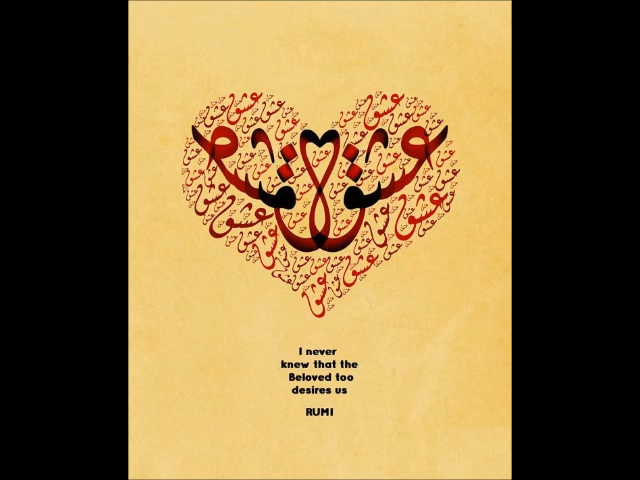 عشق
I never
knew that the
Beloved too
desires us
RUMI